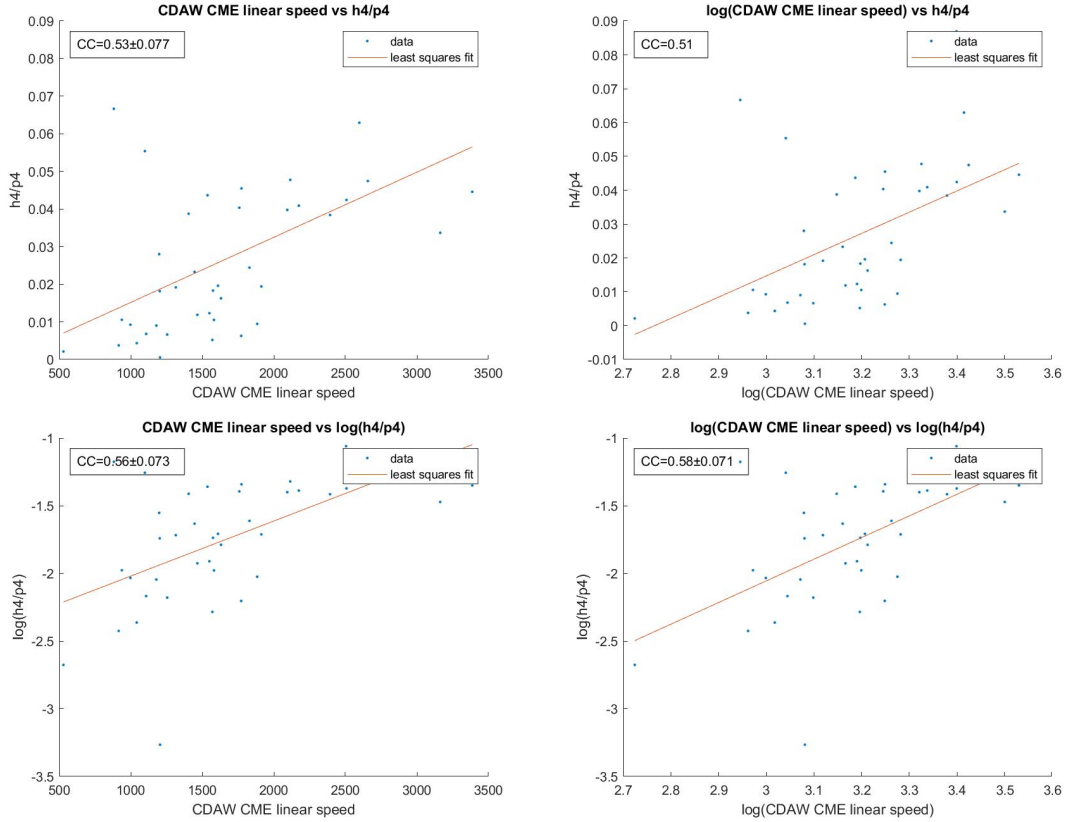 CDAW CME linear speed vs h4/p4
CC=0.53±0.077
data
least squares fit
0.09
0.08
0.07
0.06
0.05
0.04
0.03
0.02
0.01
0
h4/p4
500 1000 1500 2000 2500 3000 3500
CDAW CME linear speed
log(CDAW CME linear speed) vs h4/p4
CC=0.51
data
least squares fit
0.09
0.08
0.07
0.06
0.05
0.04
0.03
0.02
0.01
0
-0.01
h4/p4
2.7 2.8 2.9 3 3.1 3.2 3.3 3.4 3.5 3.6
log(CDAW CME linear speed)
CDAW CME linear speed vs log(h4/p4)
CC=0.56±0.073
data
least squares fit
-1
-1.5
-2
-2.5
-3
-3.5
log(h4/p4)
500 1000 1500 2000 2500 3000 3500
CDAW CME linear speed
log(CDAW CME linear speed) vs log(h4/p4)
CC=0.58±0.071
data
least squares fit
-1
-1.5
-2
-2.5
-3
-3.5
log(h4/p4)
2.7 2.8 2.9 3 3.1 3.2 3.3 3.4 3.5 3.6
log(CDAW CME linear speed)